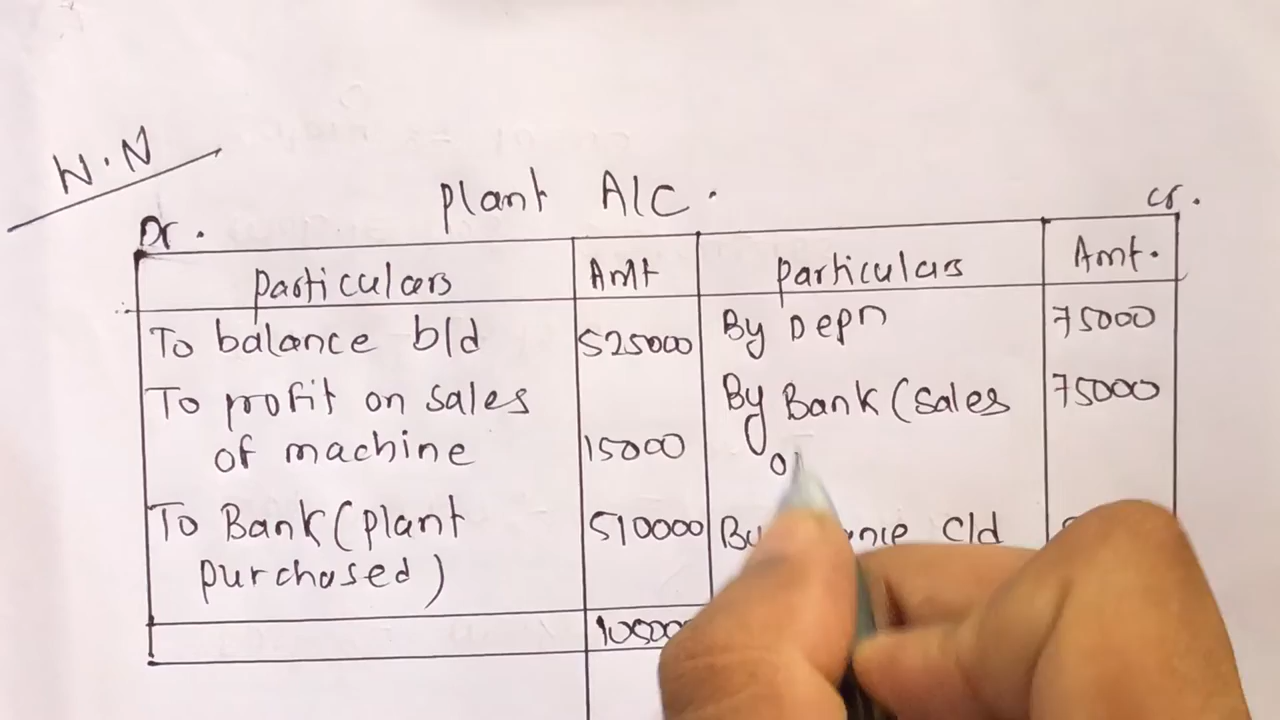 W.N
Plant A/C.
Dr.
Cr.
Particulars Amt Particulars Amt.
To balance b/d 525000 By Depn 75000
To profit on sales By Bank (sales 75000
of machine 15000
To Bank (plant 510000 c/d
purchased)